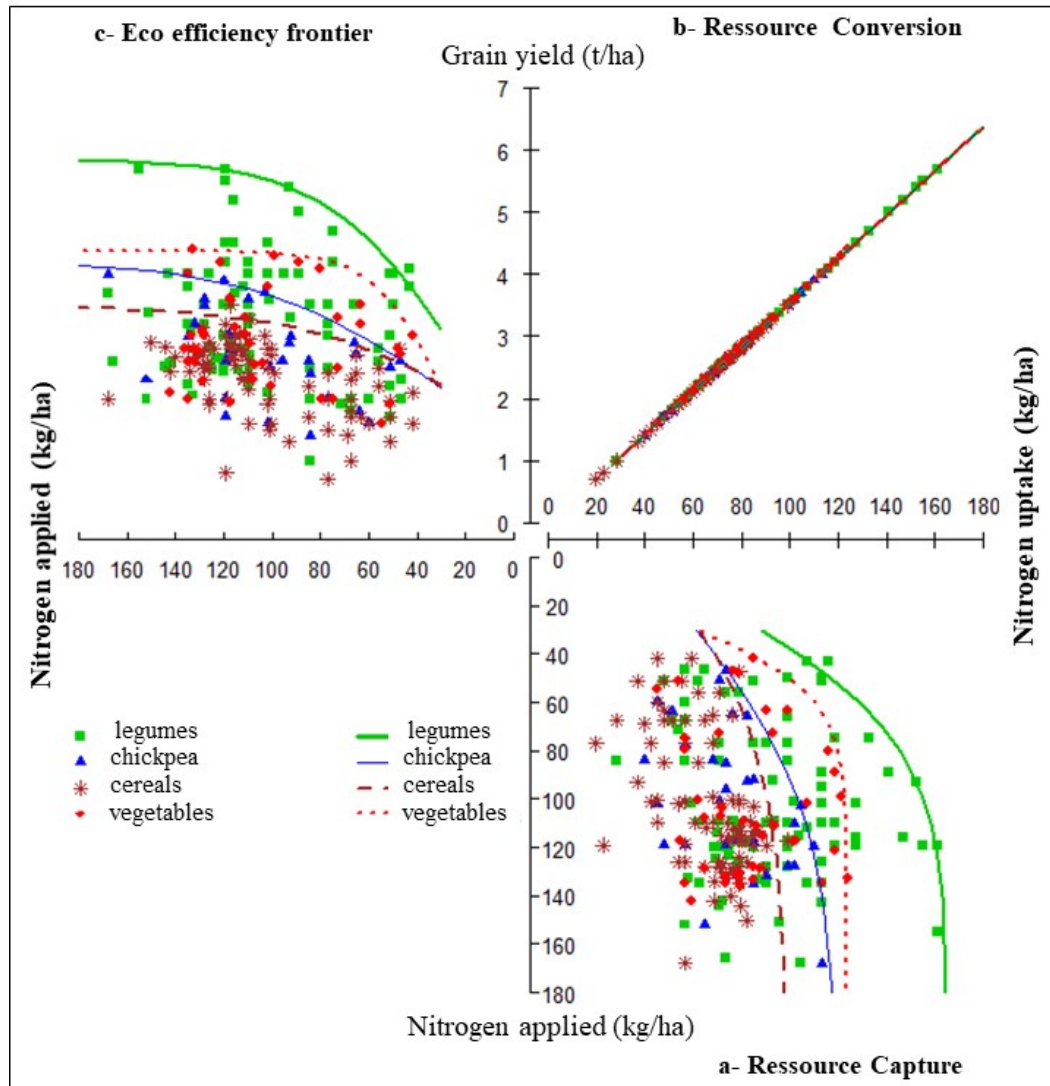 c- Eco efficiency frontier
b- Ressource Conversion
Grain yield (t/ha)
7
6
5
4
3
2
1
0
0 20 40 60 80 100 120 140 160 180
Nitrogen uptake (kg/ha)
Nitrogen applied (kg/ha)
180 160 140 120 100 80 60 40 20 0
0
20
40
60
80
100
120
140
160
180
legumes legumes
chickpea chickpea
cereals cereals
vegetables vegetables
Nitrogen applied (kg/ha)
a- Ressource Capture